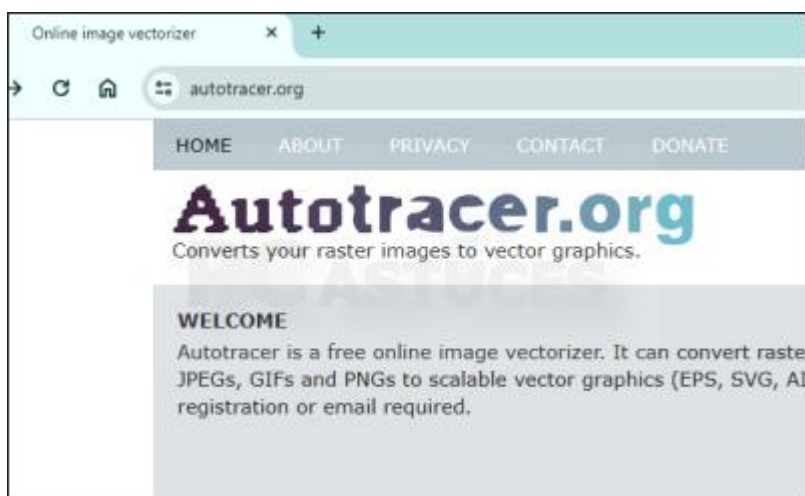 Online image vectorizer
autotracer.org
HOME ABOUT PRIVACY CONTACT DONATE
Autotracer.org
Converts your raster images to vector graphics.
PC ASTUCES
WELCOME
Autotracer is a free online image vectorizer. It can convert raste
JPEGs, GIFs and PNGs to scalable vector graphics (EPS, SVG, AI
registration or email required.